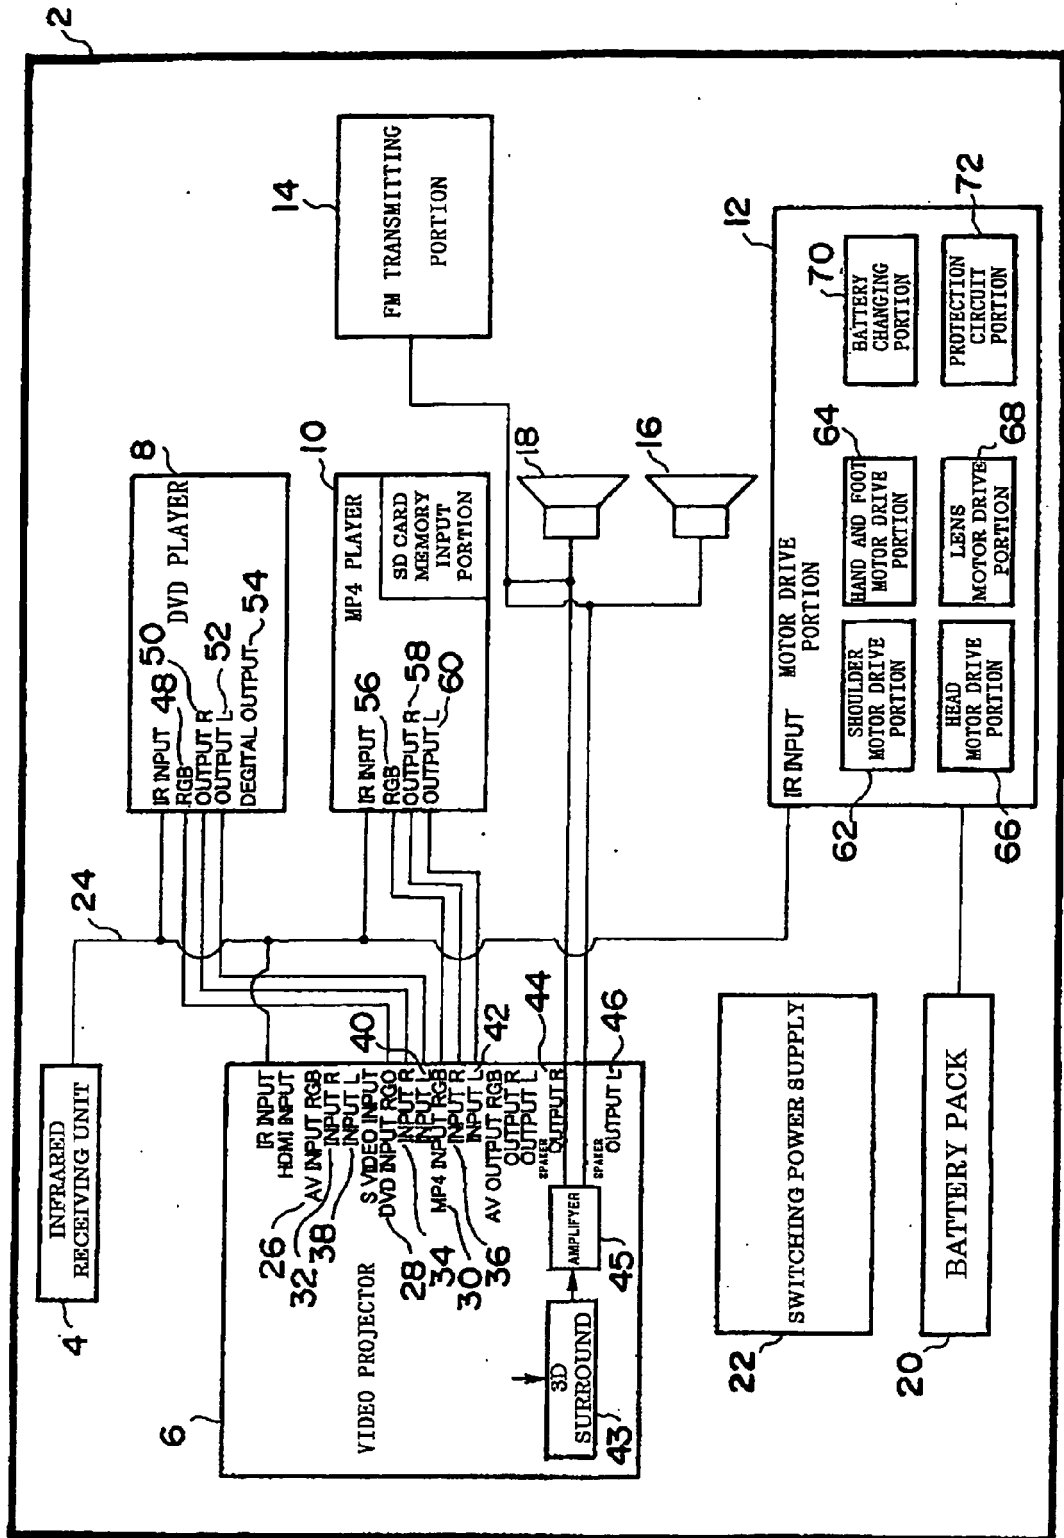 2
INFRARED
RECEIVING UNIT
4
24
VIDEO PROJECTOR
6
IR INPUT
HDMI INPUT
AV INPUT RGB
INPUT R
INPUT L
S VIDEO INPUT
DVD INPUT RGO
INPUT R
INPUT L
MP4 INPUT RGB
INPUT R
INPUT L
AV OUTPUT RGB
OUTPUT R
OUTPUT L
SPAKER
OUTPUT R
SPAKER
OUTPUT L
26
32
38
28
34
30
36
40
42
44
46
3D
SURROUND
43
AMPLIFYER
45
DVD PLAYER
8
IR INPUT
RGB
OUTPUT R
OUTPUT L
DEGITAL OUTPUT
48
50
52
54
MP4 PLAYER
10
SD CARD
MEMORY
INPUT
PORTION
IR INPUT
RGB
OUTPUT R
OUTPUT L
56
58
60
FM TRANSMITTING
PORTION
14
18
16
IR INPUT
MOTOR DRIVE
PORTION
12
SHOULDER
MOTOR DRIVE
PORTION
62
HAND AND FOOT
MOTOR DRIVE
PORTION
64
BATTERY
CHANGING
PORTION
70
HEAD
MOTOR DRIVE
PORTION
66
LENS
MOTOR DRIVE
PORTION
68
PROTECTION
CIRCUIT
PORTION
72
SWITCHING POWER SUPPLY
22
BATTERY PACK
20